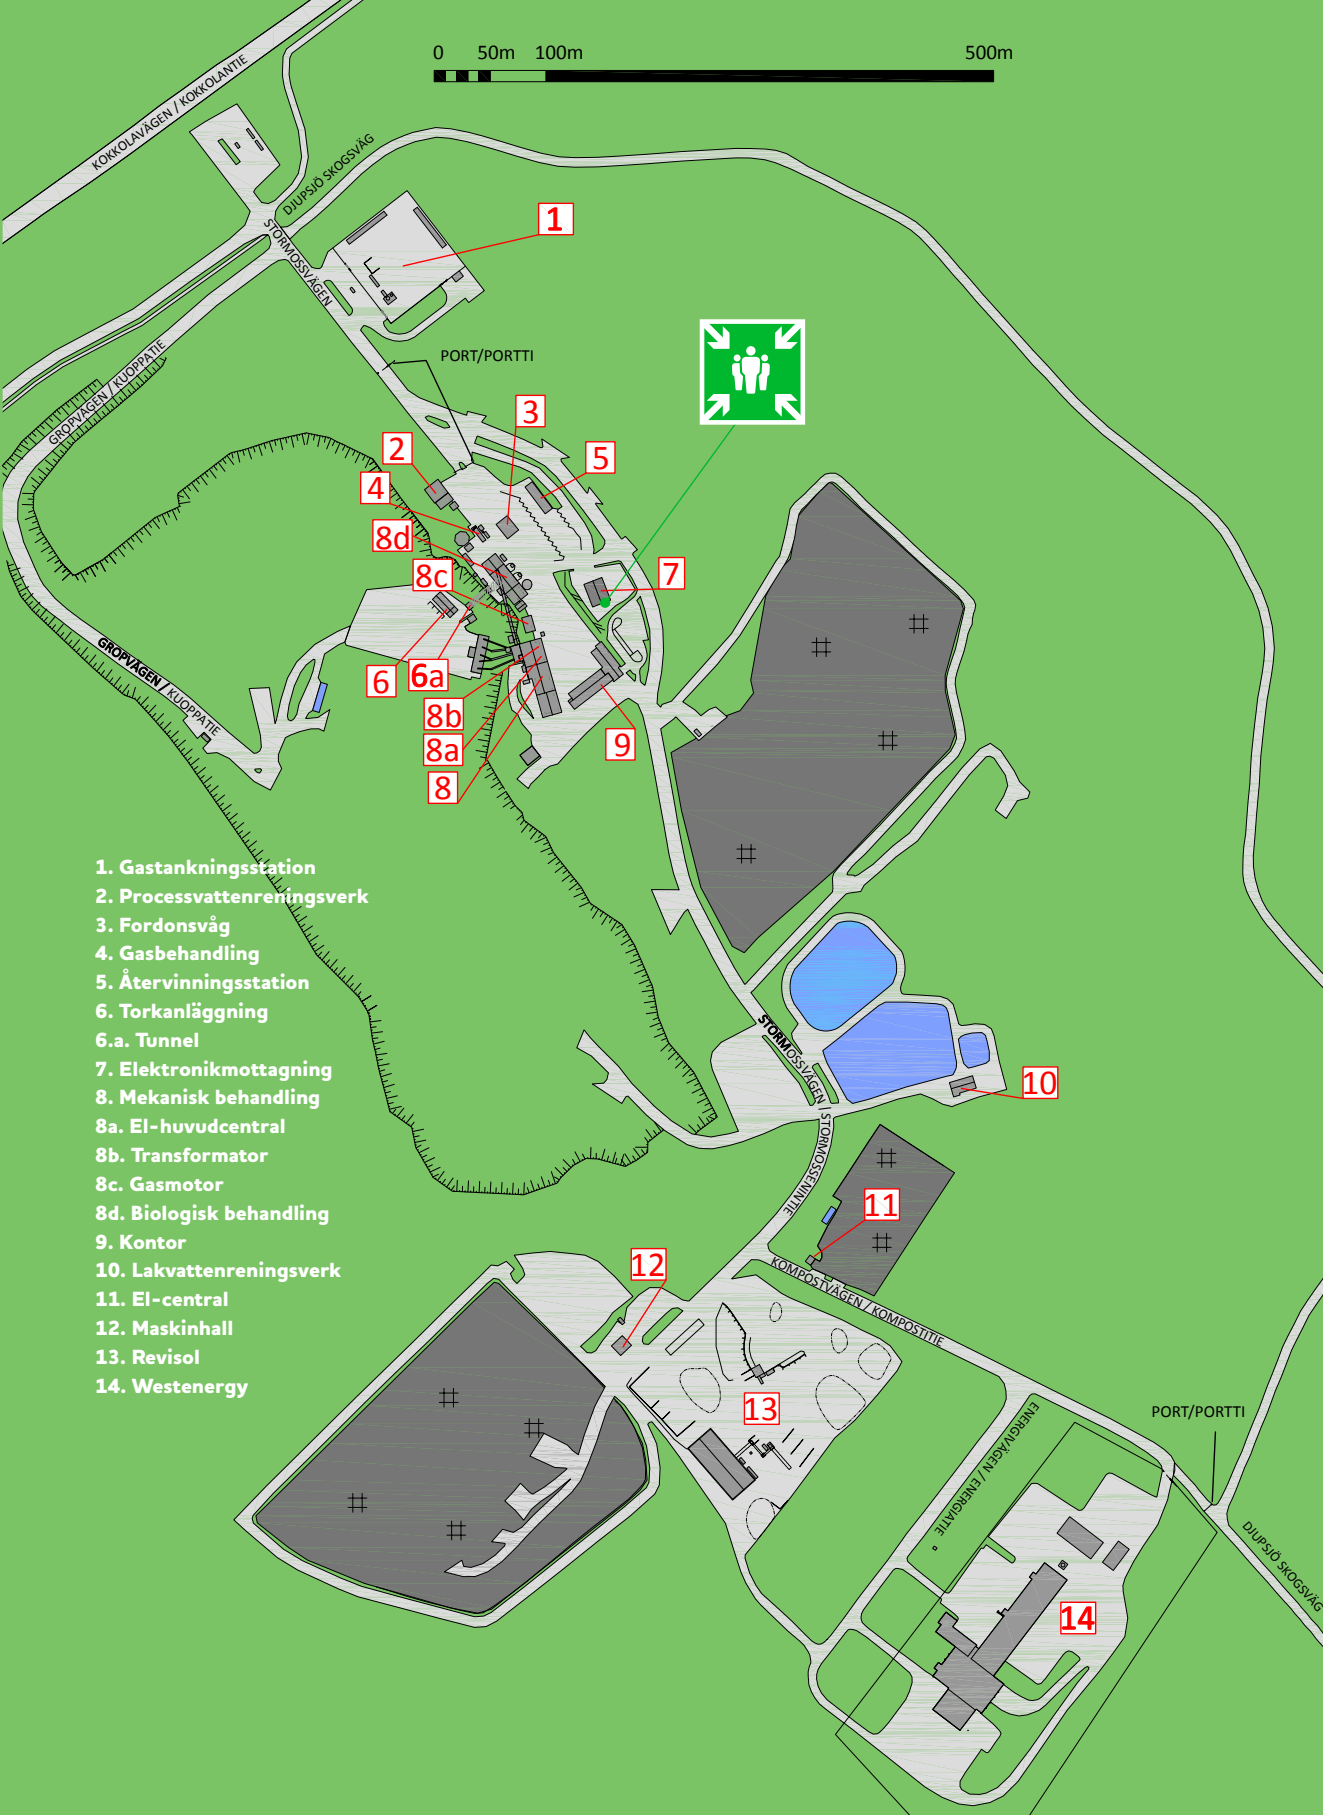 0 50m 100m 500m
KOKKOLAVÄGEN / KOKKOLANTIE
DJUPSJÖ SKOGSVÄG
STORMOSSVÄGEN
1
PORT/PORTTI
GROPVÄGEN / KUOPPATIE
3
2
5
4
8d
7
8c
6
6a
8b
8a
9
8
GROPVÄGEN / KUOPPATIE
1. Gastankningsstation
2. Processvattenreningsverk
3. Fordonsvåg
4. Gasbehandling
5. Återvinningsstation
6. Torkanläggning
6.a. Tunnel
7. Elektronikmottagning
8. Mekanisk behandling
8a. El-huvudcentral
8b. Transformator
8c. Gasmotor
8d. Biologisk behandling
9. Kontor
10. Lakvattenreningsverk
11. El-central
12. Maskinhall
13. Revisol
14. Westenergy
STORMOSSVÄGEN / STORMOSSENINTIE
10
11
12
KOMPOSTVÄGEN / KOMPOSTITIE
13
ENERGIVÄGEN / ENERGIATIE
PORT/PORTTI
DJUPSJÖ SKOGSVÄG
14